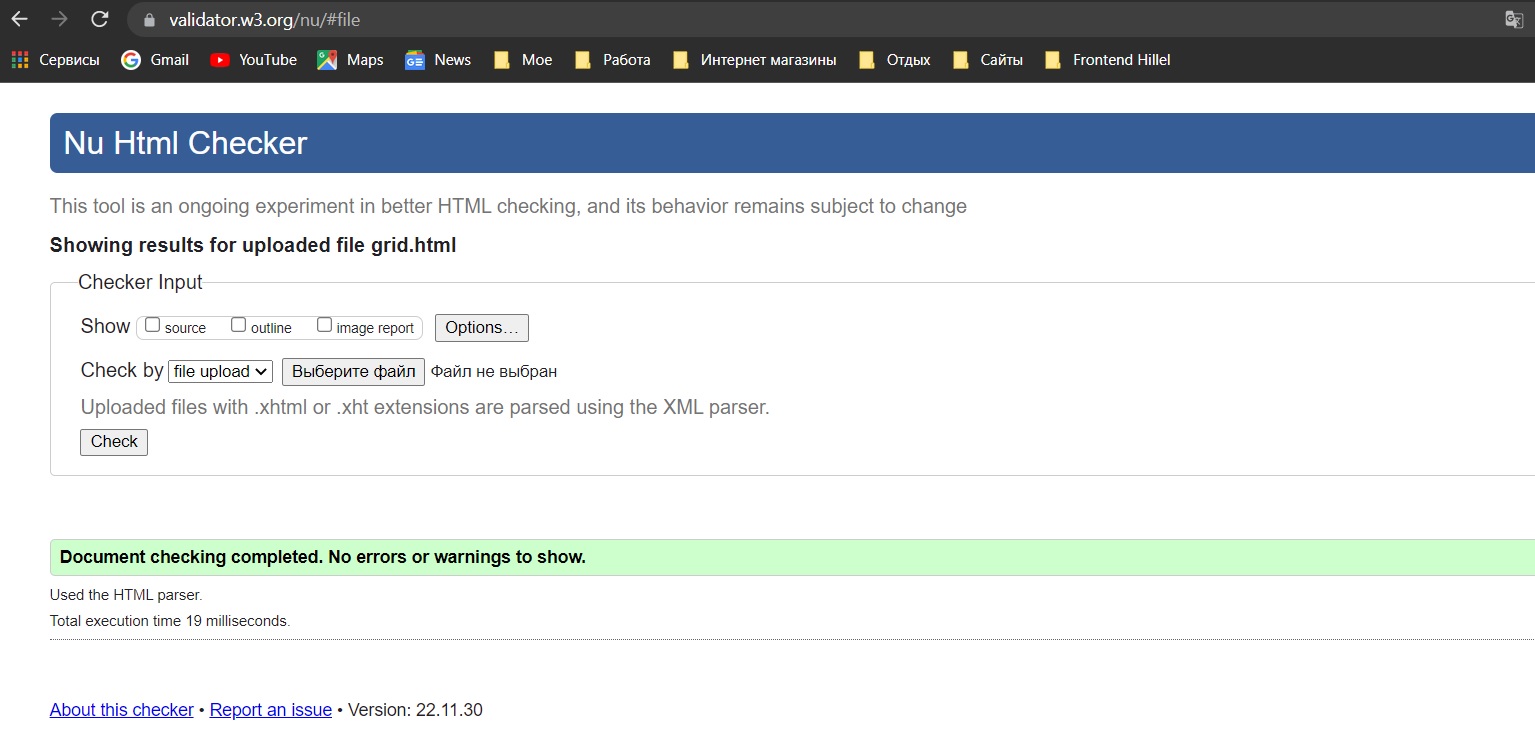 validator.w3.org/nu/#file
Сервисы Gmail YouTube Maps GE News Мое Работа Интернет магазины Отдых Сайты Frontend Hillel
Nu Html Checker
This tool is an ongoing experiment in better HTML checking, and its behavior remains subject to change
Showing results for uploaded file grid.html
Checker Input
Show source outline image report Options…
Check by file upload Выберите файл Файл не выбран
Uploaded files with .xhtml or .xht extensions are parsed using the XML parser.
Check
Document checking completed. No errors or warnings to show.
Used the HTML parser.
Total execution time 19 milliseconds.
About this checker • Report an issue • Version: 22.11.30